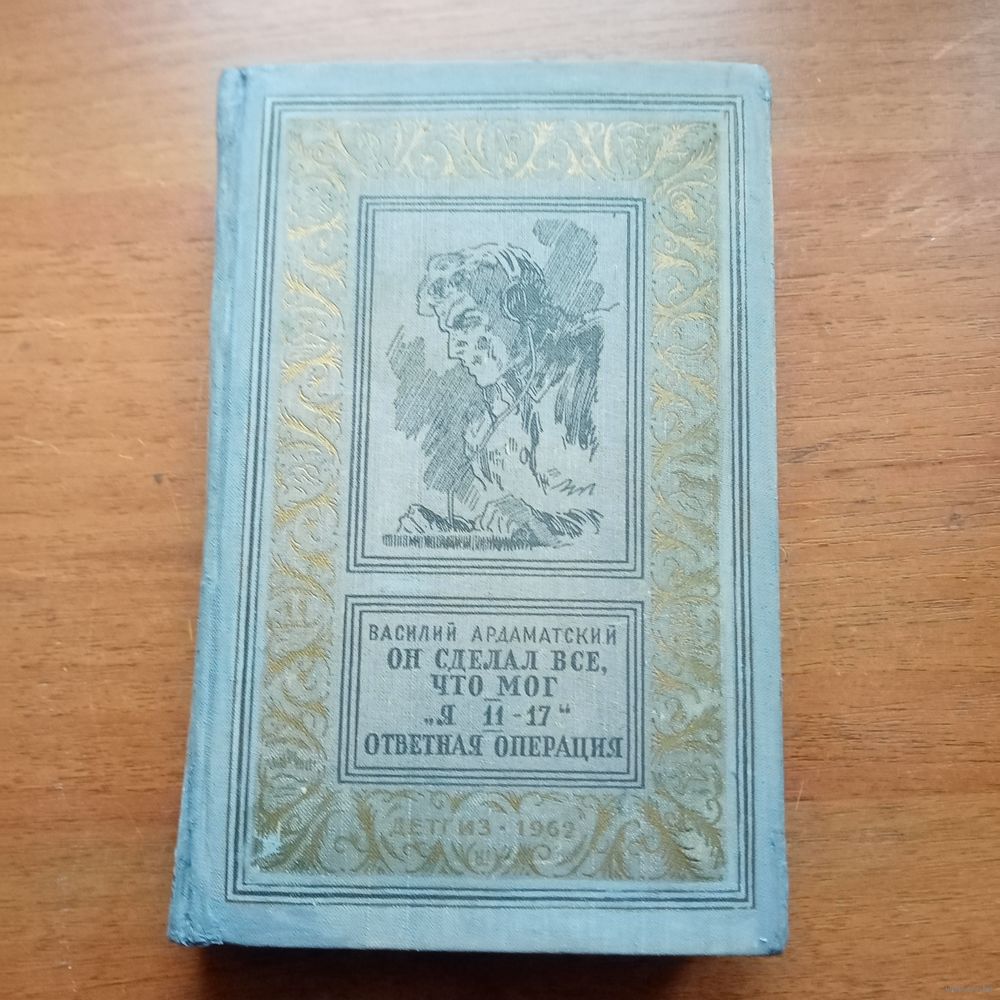 ВАСИЛИЙ АРДАМАТСКИЙ
ОН СДЕЛАЛ ВСЕ,
ЧТО МОГ
„Я 11-17“
ОТВЕТНАЯ ОПЕРАЦИЯ
ДЕТГИЗ · 1962